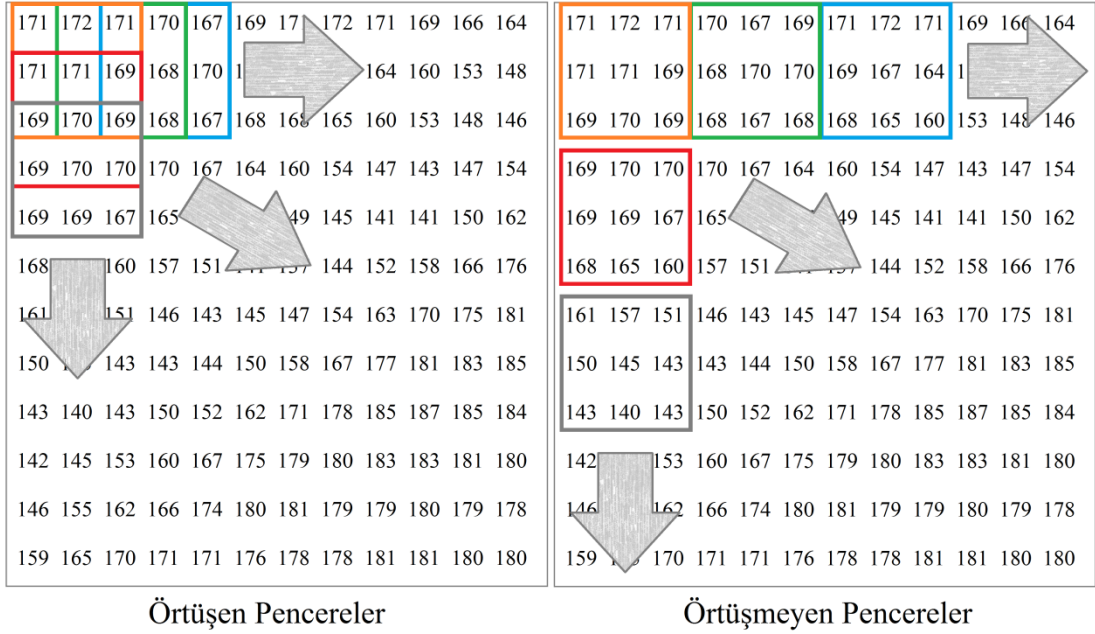 171 172 171 170 167 169 172 171 169 166 164
171 171 169 168 170 164 160 153 148
169 170 169 168 167 168 168 165 160 153 148 146
169 170 170 170 167 164 160 154 147 143 147 154
169 169 167 165 145 141 141 150 162
168 160 157 151 144 152 158 166 176
161 151 146 143 145 147 154 163 170 175 181
150 143 143 144 150 158 167 177 181 183 185
143 140 143 150 152 162 171 178 185 187 185 184
142 145 153 160 167 175 179 180 183 183 181 180
146 155 162 166 174 180 181 179 179 180 179 178
159 165 170 171 171 176 178 178 181 181 180 180
Örtüşen Pencereler
171 172 171 170 167 169 171 172 171 169 166 164
171 171 169 168 170 170 169 167 164
169 170 169 168 167 168 168 165 160 153 148 146
169 170 170 170 167 164 160 154 147 143 147 154
169 169 167 165 145 141 141 150 162
168 165 160 157 151 144 152 158 166 176
161 157 151 146 143 145 147 154 163 170 175 181
150 145 143 143 144 150 158 167 177 181 183 185
143 140 143 150 152 162 171 178 185 187 185 184
142 153 160 167 175 179 180 183 183 181 180
146 162 166 174 180 181 179 179 180 179 178
159 170 171 171 176 178 178 181 181 180 180
Örtüşmeyen Pencereler